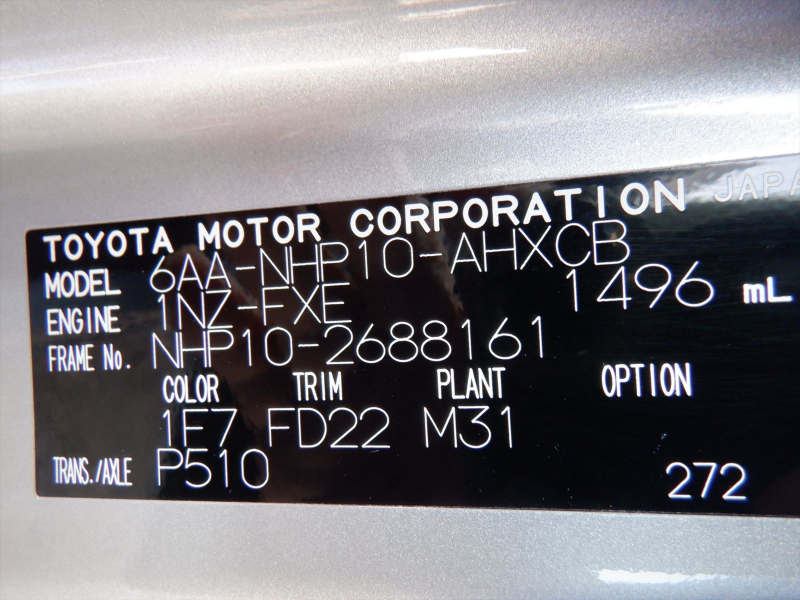 TOYOTA MOTOR CORPORATION JAPA
MODEL 6AA-NHP10-AHXCB
ENGINE 1NZ-FXE 1496 mL
FRAME No. NHP10-2688161
COLOR TRIM PLANT OPTION
1F7 FD22 M31
TRANS./AXLE P510
272